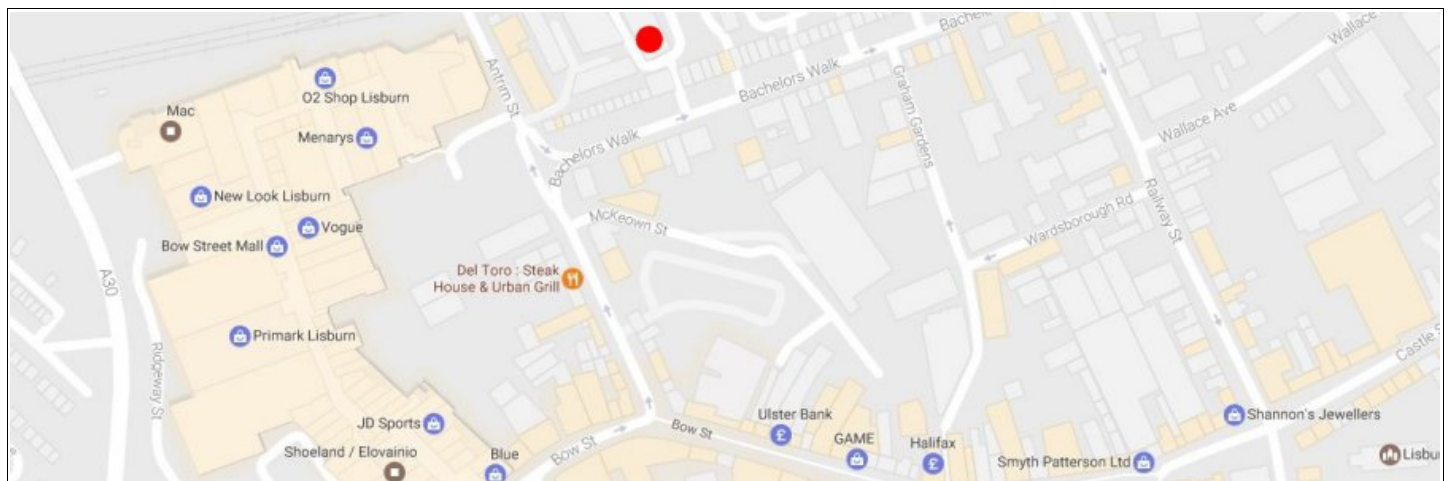 Antrim St
Bachelors Walk
Bachelors Walk
Graham Gardens
Wallace
Wallace Ave
O2 Shop Lisburn
Mac
Menarys
Bachelors Walk
New Look Lisburn
McKeown St
Railway St
Wardsborough Rd
Vogue
Bow Street Mall
A30
Del Toro : Steak
House & Urban Grill
Primark Lisburn
Ridgeway St
Castle S
JD Sports
Ulster Bank
Shannon's Jewellers
Bow St
Bow St
GAME
Halifax
Shoeland / Elovainio
Blue
Smyth Patterson Ltd
Lisbu